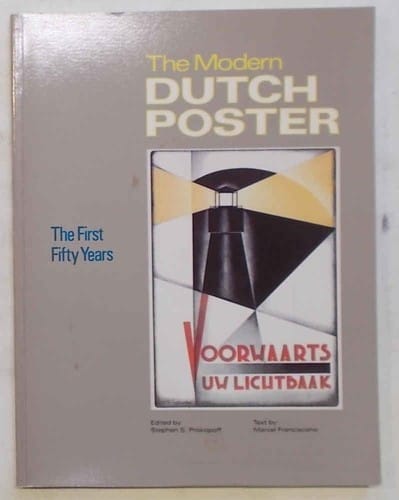 The Modern
DUTCH
POSTER
The First
Fifty Years
VOORWAARTS
UW LICHTBAAK
Edited by
Stephen S. Prokopoff
Text by
Marcel Franciscono